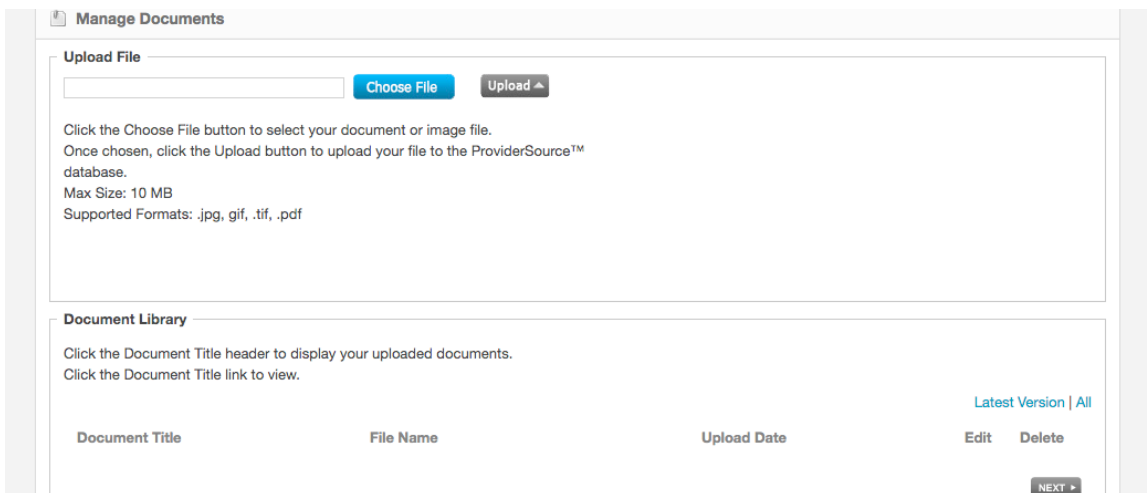 Manage Documents
Upload File
Choose File
Upload
Click the Choose File button to select your document or image file.
Once chosen, click the Upload button to upload your file to the ProviderSource™
database.
Max Size: 10 MB
Supported Formats: .jpg, gif, .tif, .pdf
Document Library
Click the Document Title header to display your uploaded documents.
Click the Document Title link to view.
Latest Version | All
Document Title File Name Upload Date Edit Delete
NEXT